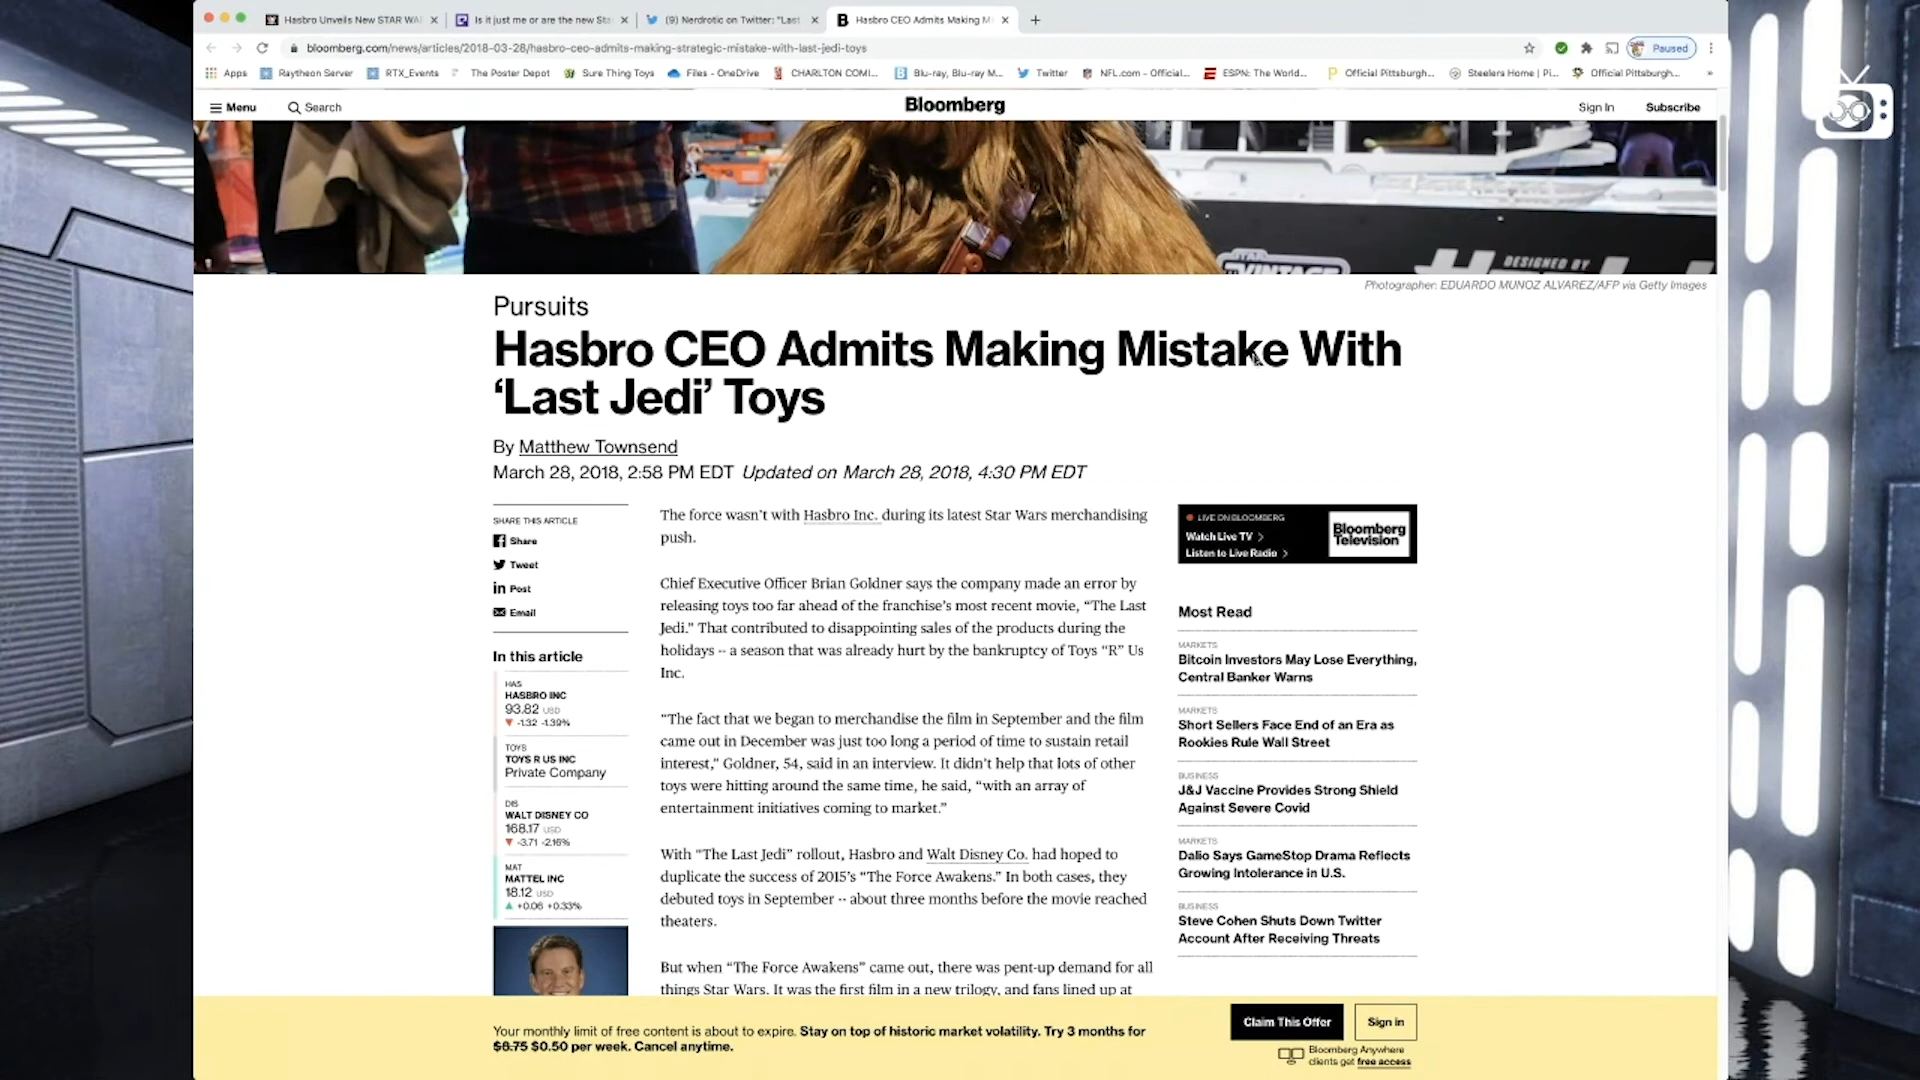 Hasbro Unveils New STAR WA
Is it just me or are the new Sta
(9) Nerdrotic on Twitter: "Last
Hasbro CEO Admits Making M
bloomberg.com/news/articles/2018-03-28/hasbro-ceo-admits-making-strategic-mistake-with-last-jedi-toys
Paused
Apps
Raytheon Server
RTX_Events
The Poster Depot
Sure Thing Toys
Files - OneDrive
CHARLTON COMI...
Blu-ray, Blu-ray M...
Twitter
NFL.com - Official...
ESPN: The World...
Official Pittsburgh...
Steelers Home | Pi...
Official Pittsburgh...
Menu
Search
Bloomberg
Sign In
Subscribe
STAR
VINTAGE
DESIGNED BY
Photographer: EDUARDO MUNOZ ALVAREZ/AFP via Getty Images
Pursuits
Hasbro CEO Admits Making Mistake With
‘Last Jedi’ Toys
By Matthew Townsend
March 28, 2018, 2:58 PM EDT Updated on March 28, 2018, 4:30 PM EDT
SHARE THIS ARTICLE
Share
Tweet
Post
Email
In this article
HAS
HASBRO INC
93.82 USD
▼ -1.32 -1.39%
TOYS
TOYS R US INC
Private Company
DIS
WALT DISNEY CO
168.17 USD
▼ -3.71 -2.16%
MAT
MATTEL INC
18.12 USD
▲ +0.06 +0.33%
The force wasn’t with Hasbro Inc. during its latest Star Wars merchandising
push.
Chief Executive Officer Brian Goldner says the company made an error by
releasing toys too far ahead of the franchise’s most recent movie, “The Last
Jedi.” That contributed to disappointing sales of the products during the
holidays -- a season that was already hurt by the bankruptcy of Toys “R” Us
Inc.
“The fact that we began to merchandise the film in September and the film
came out in December was just too long a period of time to sustain retail
interest,” Goldner, 54, said in an interview. It didn’t help that lots of other
toys were hitting around the same time, he said, “with an array of
entertainment initiatives coming to market.”
With “The Last Jedi” rollout, Hasbro and Walt Disney Co. had hoped to
duplicate the success of 2015’s “The Force Awakens.” In both cases, they
debuted toys in September -- about three months before the movie reached
theaters.
But when “The Force Awakens” came out, there was pent-up demand for all
things Star Wars. It was the first film in a new trilogy, and fans lined up at
LIVE ON BLOOMBERG
Watch Live TV >
Listen to Live Radio >
Bloomberg
Television
Most Read
MARKETS
Bitcoin Investors May Lose Everything,
Central Banker Warns
MARKETS
Short Sellers Face End of an Era as
Rookies Rule Wall Street
BUSINESS
J&J Vaccine Provides Strong Shield
Against Severe Covid
MARKETS
Dalio Says GameStop Drama Reflects
Growing Intolerance in U.S.
BUSINESS
Steve Cohen Shuts Down Twitter
Account After Receiving Threats
Your monthly limit of free content is about to expire. Stay on top of historic market volatility. Try 3 months for
$8.75 $0.50 per week. Cancel anytime.
Claim This Offer
Sign in
Bloomberg Anywhere
clients get free access